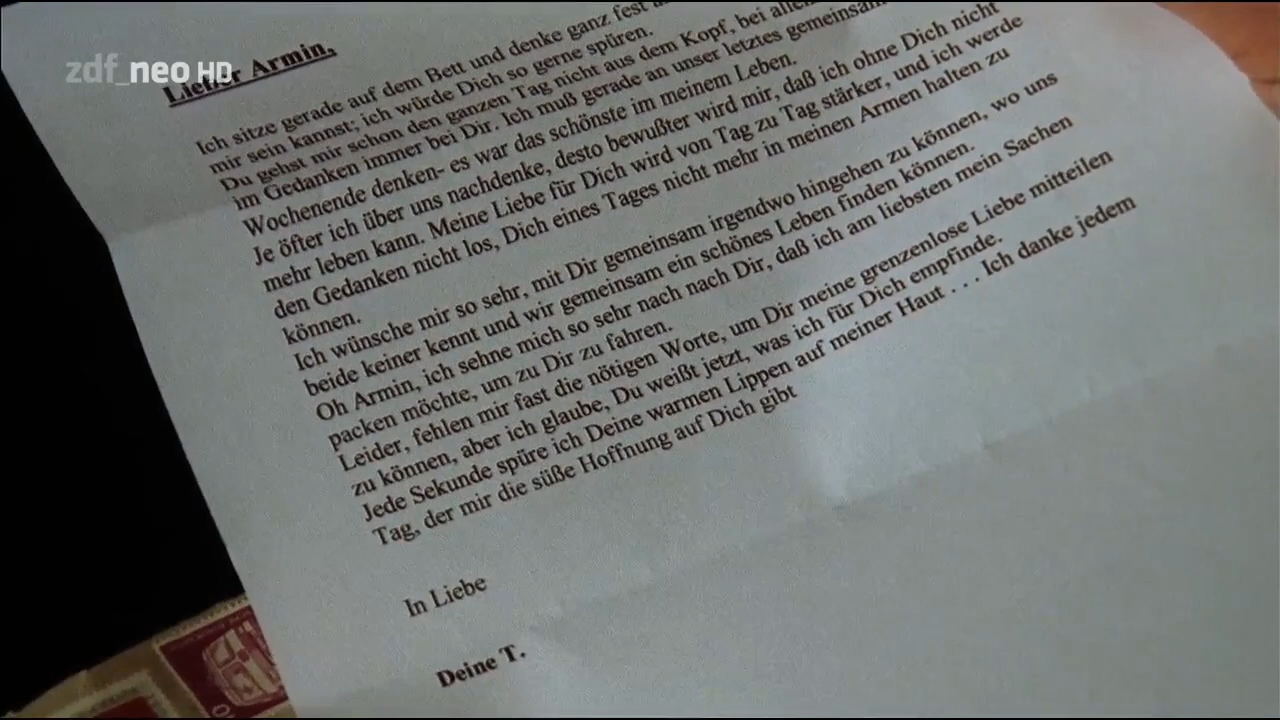 zdf_neo HD
Lieber Armin,
Ich sitze gerade auf dem Bett und denke ganz fest
mir sein kannst; ich würde Dich so gerne spüren.
Du gehst mir schon den ganzen Tag nicht aus dem Kopf, bei allem
im Gedanken immer bei Dir. Ich muß gerade an unser letztes gemeinsam
Wochenende denken- es war das schönste im meinem Leben.
Je öfter ich über uns nachdenke, desto bewußter wird mir, daß ich ohne Dich nicht
mehr leben kann. Meine Liebe für Dich wird von Tag zu Tag stärker, und ich werde
den Gedanken nicht los, Dich eines Tages nicht mehr in meinen Armen halten zu
können.
Ich wünsche mir so sehr, mit Dir gemeinsam irgendwo hingehen zu können, wo uns
beide keiner kennt und wir gemeinsam ein schönes Leben finden können.
Oh Armin, ich sehne mich so sehr nach nach Dir, daß ich am liebsten mein Sachen
packen möchte, um zu Dir zu fahren.
Leider, fehlen mir fast die nötigen Worte, um Dir meine grenzenlose Liebe mitteilen
zu können, aber ich glaube, Du weißt jetzt, was ich für Dich empfinde.
Jede Sekunde spüre ich Deine warmen Lippen auf meiner Haut . . . Ich danke jedem
Tag, der mir die süße Hoffnung auf Dich gibt
In Liebe
Deine T.